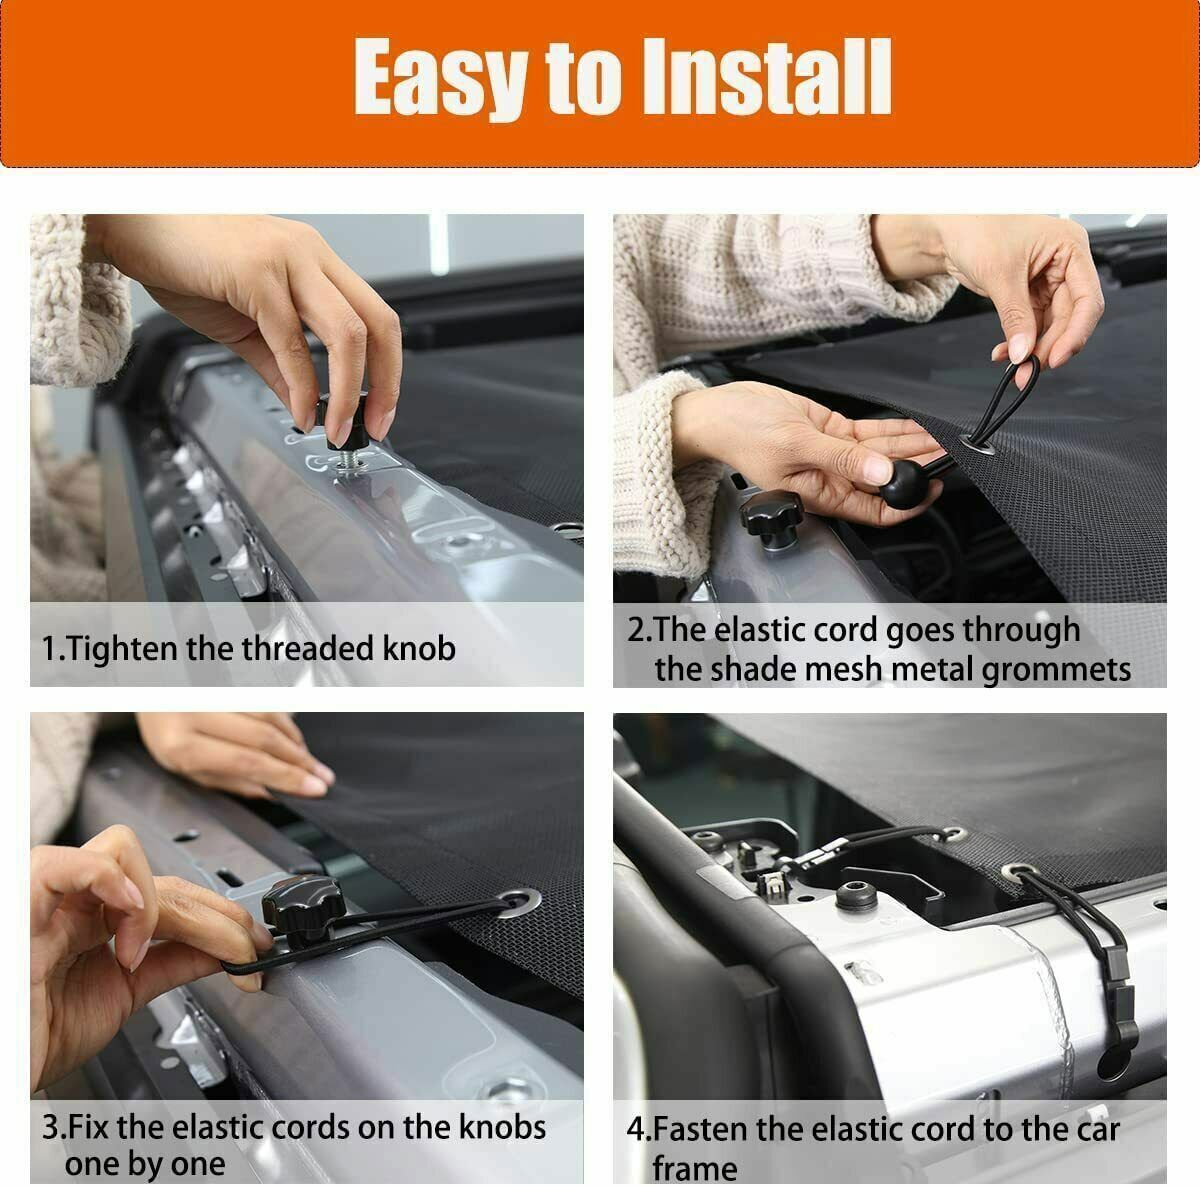 Easy to Install
1.Tighten the threaded knob
2.The elastic cord goes through
the shade mesh metal grommets
3.Fix the elastic cords on the knobs
one by one
4.Fasten the elastic cord to the car
frame